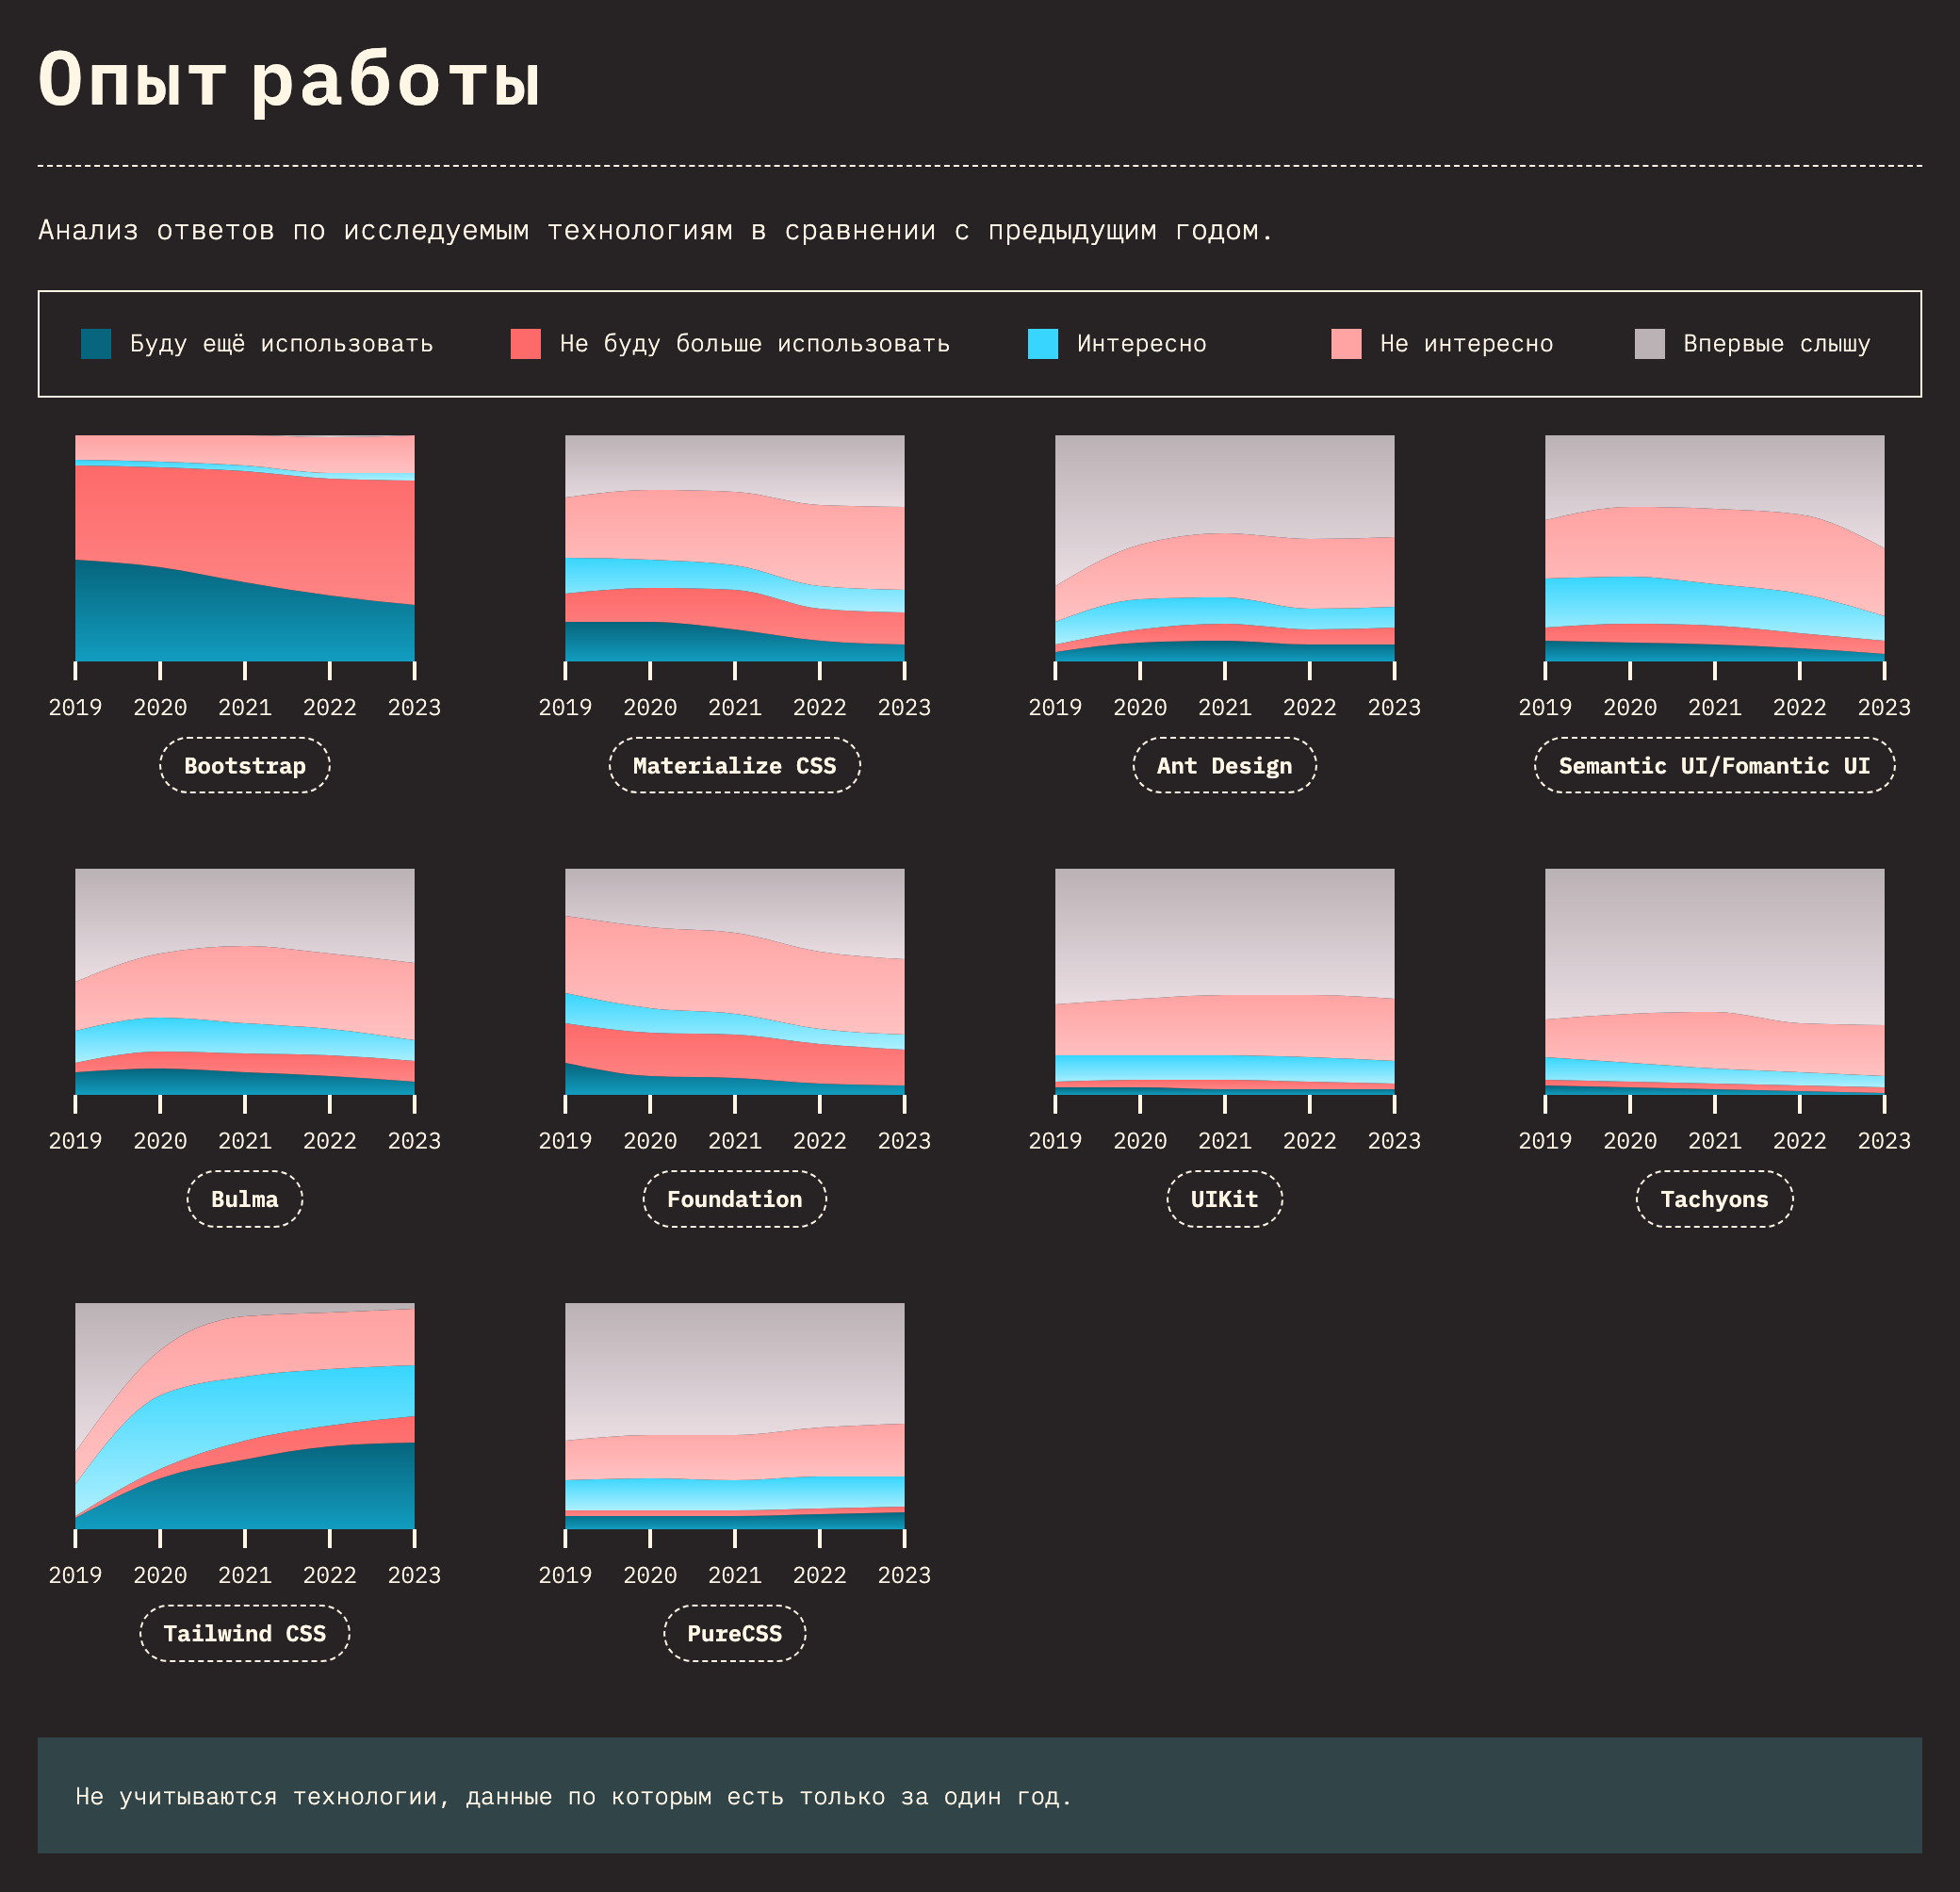 Опыт работы
Анализ ответов по исследуемым технологиям в сравнении с предыдущим годом.
Буду ещё использовать Не буду больше использовать Интересно Не интересно Впервые слышу
2019 2020 2021 2022 2023 2019 2020 2021 2022 2023 2019 2020 2021 2022 2023 2019 2020 2021 2022 2023
Bootstrap Materialize CSS Ant Design Semantic UI/Fomantic UI
2019 2020 2021 2022 2023 2019 2020 2021 2022 2023 2019 2020 2021 2022 2023 2019 2020 2021 2022 2023
Bulma Foundation UIKit Tachyons
2019 2020 2021 2022 2023 2019 2020 2021 2022 2023
Tailwind CSS PureCSS
Не учитываются технологии, данные по которым есть только за один год.